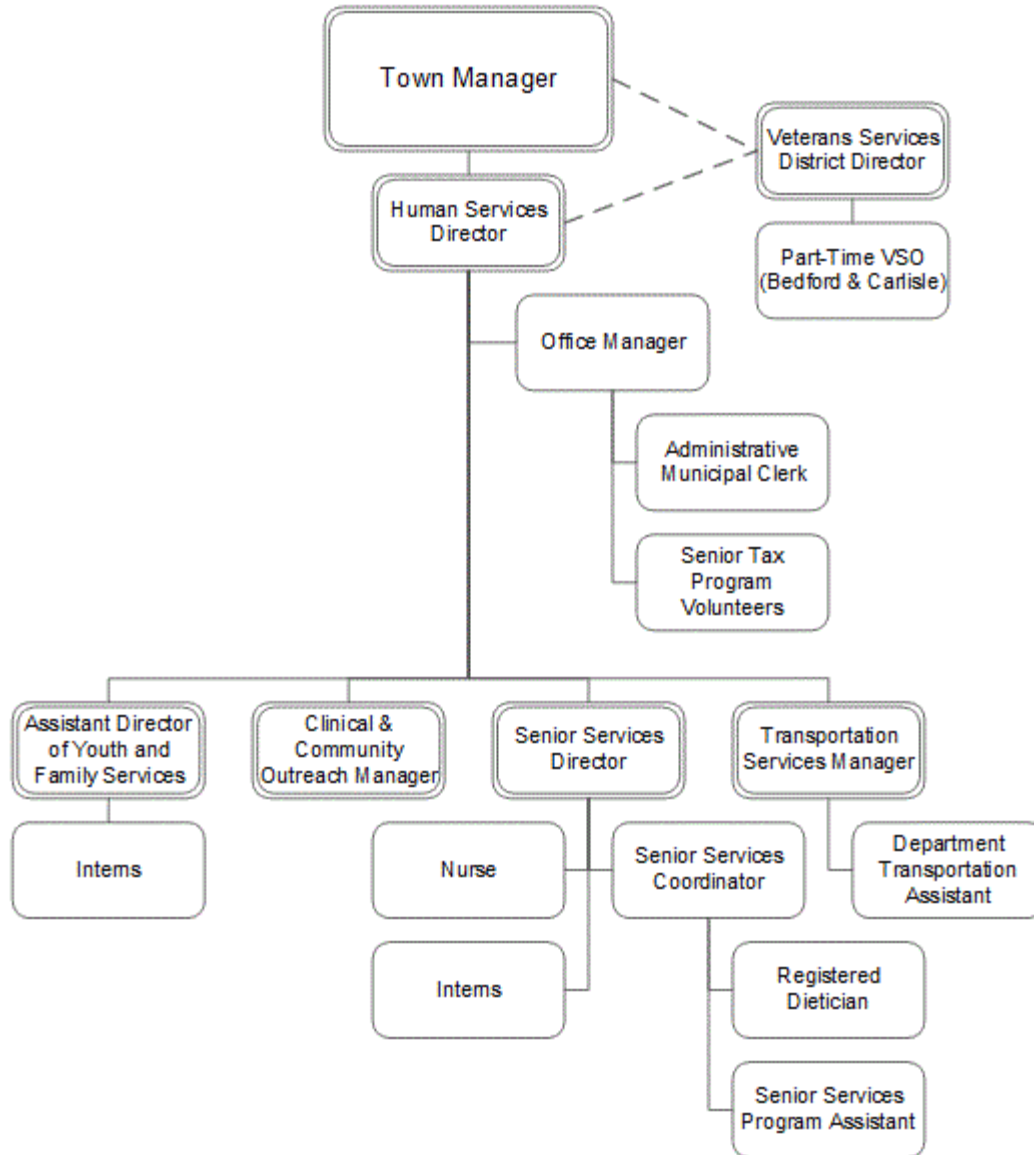 Town Manager
Veterans Services
District Director
Human Services
Director
Part-Time VSO
(Bedford & Carlisle)
Office Manager
Administrative
Municipal Clerk
Senior Tax
Program
Volunteers
Assistant Director
of Youth and
Family Services
Clinical &
Community
Outreach Manager
Senior Services
Director
Transportation
Services Manager
Interns
Nurse
Senior Services
Coordinator
Department
Transportation
Assistant
Interns
Registered
Dietician
Senior Services
Program Assistant